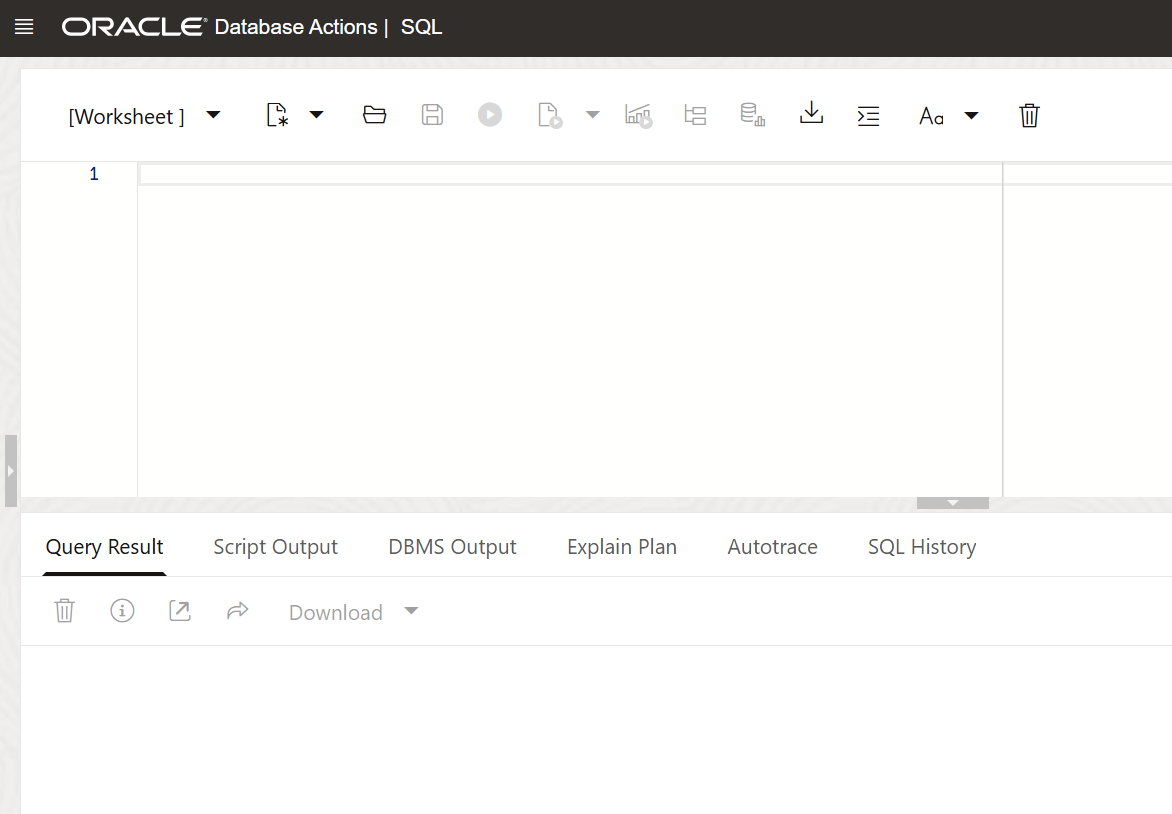 ORACLE® Database Actions | SQL
[Worksheet ] Aa
1
Query Result Script Output DBMS Output Explain Plan Autotrace SQL History
Download